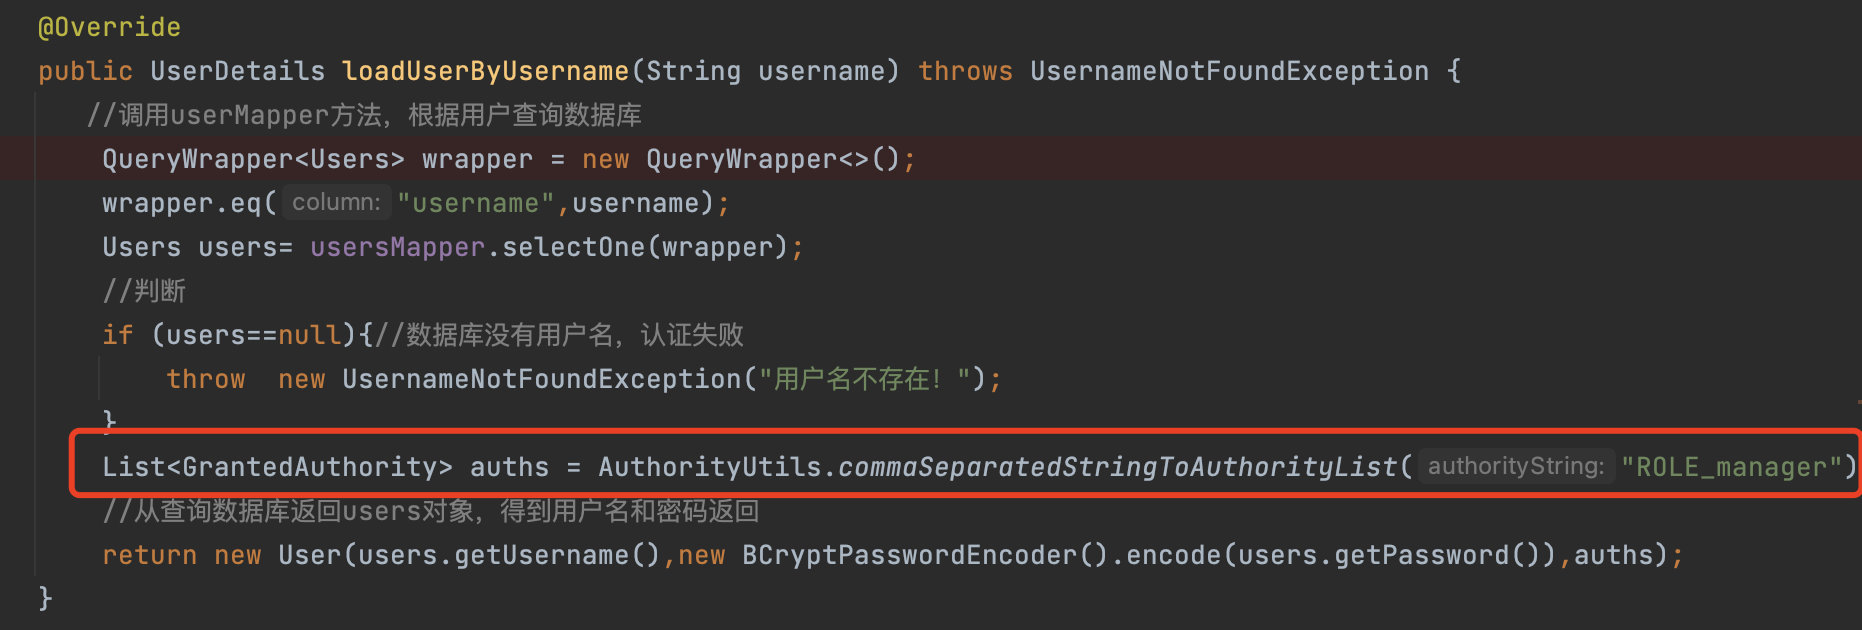 @Override
public UserDetails loadUserByUsername(String username) throws UsernameNotFoundException {
//调用userMapper方法，根据用户查询数据库
QueryWrapper<Users> wrapper = new QueryWrapper<>();
wrapper.eq( column: "username",username);
Users users= usersMapper.selectOne(wrapper);
//判断
if (users==null){//数据库没有用户名，认证失败
throw  new UsernameNotFoundException("用户名不存在！");
}
List<GrantedAuthority> auths = AuthorityUtils.commaSeparatedStringToAuthorityList( authorityString: "ROLE_manager")
//从查询数据库返回users对象，得到用户名和密码返回
return new User(users.getUsername(),new BCryptPasswordEncoder().encode(users.getPassword()),auths);
}